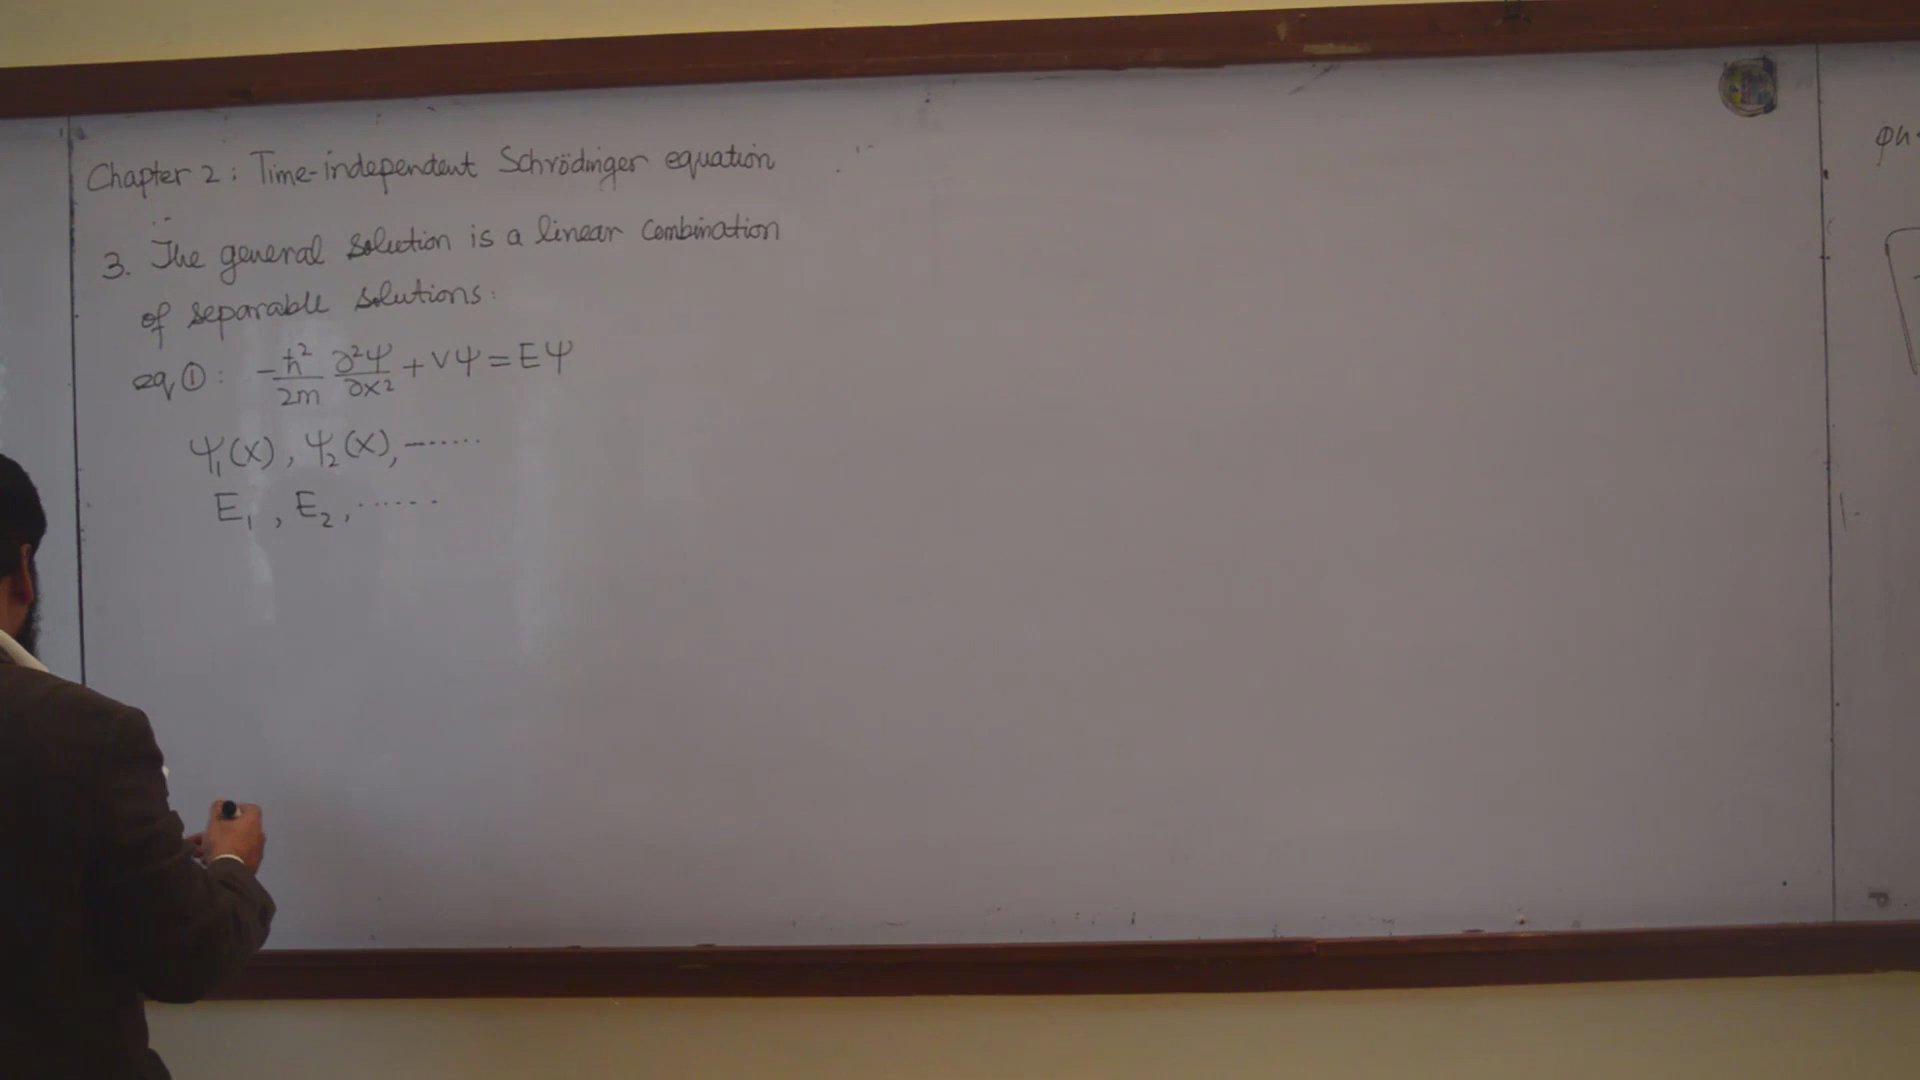 Chapter 2: Time-independent Schrödinger equation
3. The general solution is a linear combination
of separable solutions:
eq ①: -ħ²/2m ∂²Ψ/∂x² + VΨ = EΨ
Ψ₁(x), Ψ₂(x), -······
E₁, E₂, ······